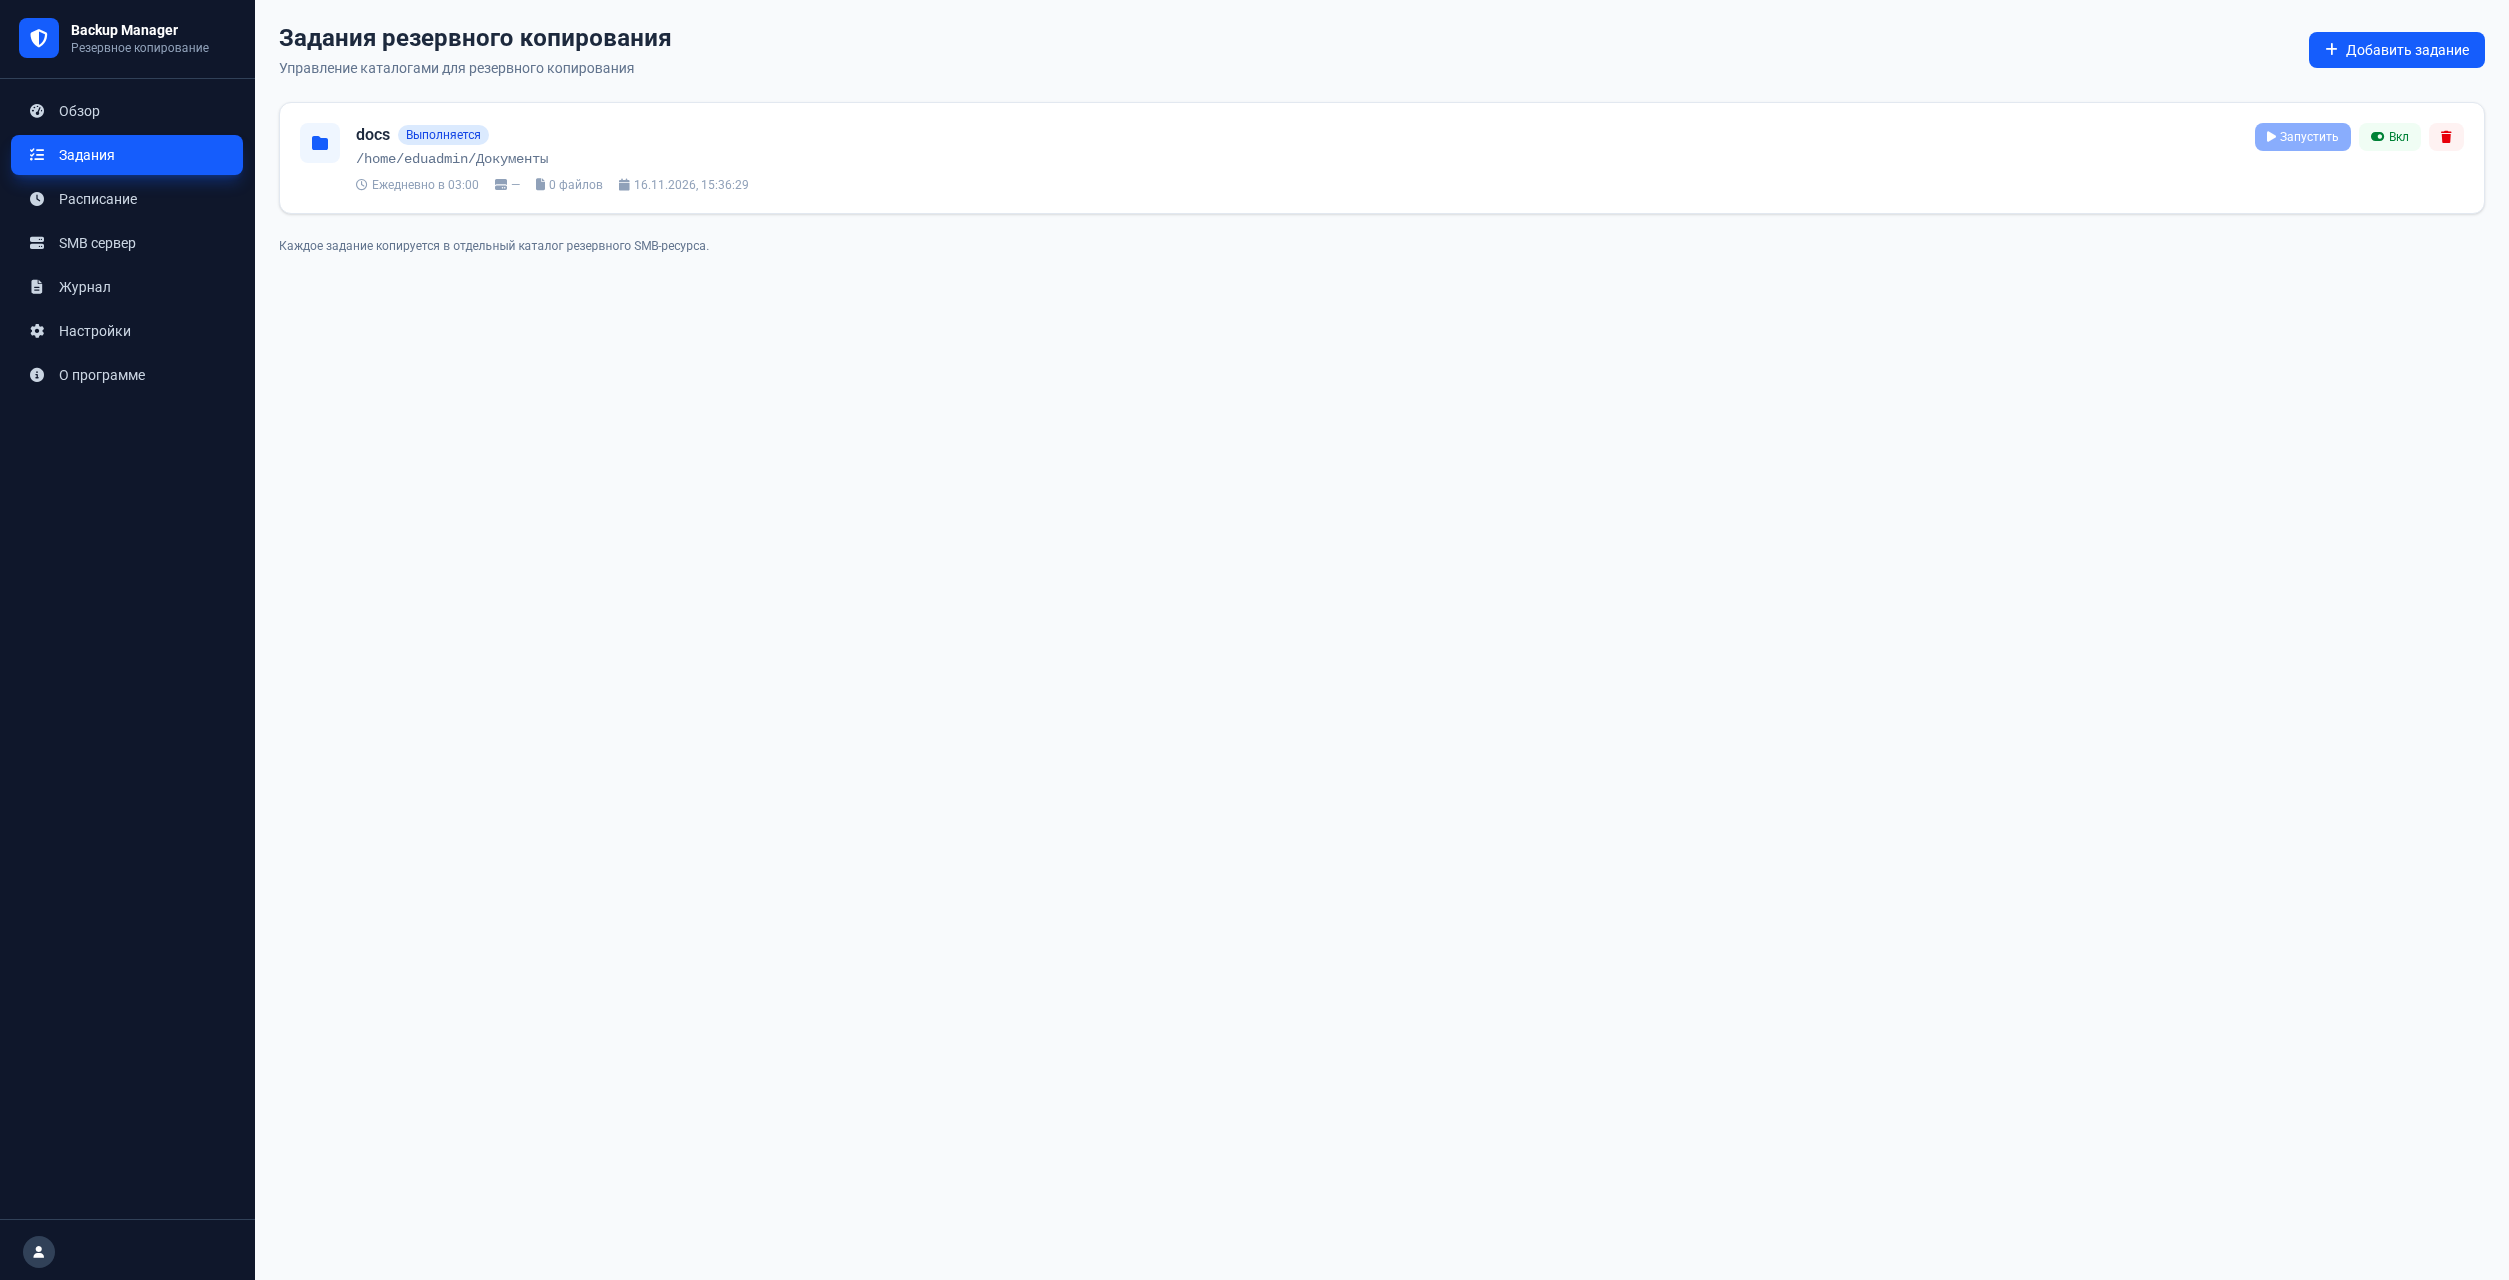 Backup Manager
Резервное копирование
Обзор
Задания
Расписание
SMB сервер
Журнал
Настройки
О программе
Задания резервного копирования
Управление каталогами для резервного копирования
Добавить задание
docs Выполняется
/home/eduadmin/Документы
Ежедневно в 03:00 — 0 файлов 16.11.2026, 15:36:29
Запустить Вкл
Каждое задание копируется в отдельный каталог резервного SMB-ресурса.